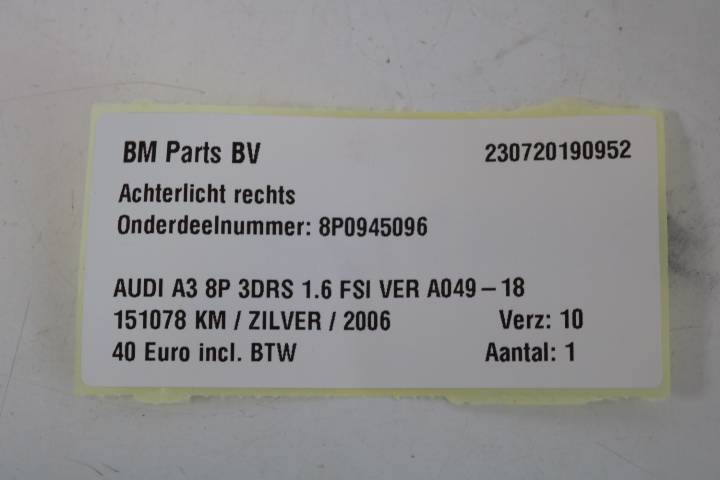 BM Parts BV 230720190952
Achterlicht rechts
Onderdeelnummer: 8P0945096
AUDI A3 8P 3DRS 1.6 FSI VER A049-18
151078 KM / ZILVER / 2006 Verz: 10
40 Euro incl. BTW Aantal: 1